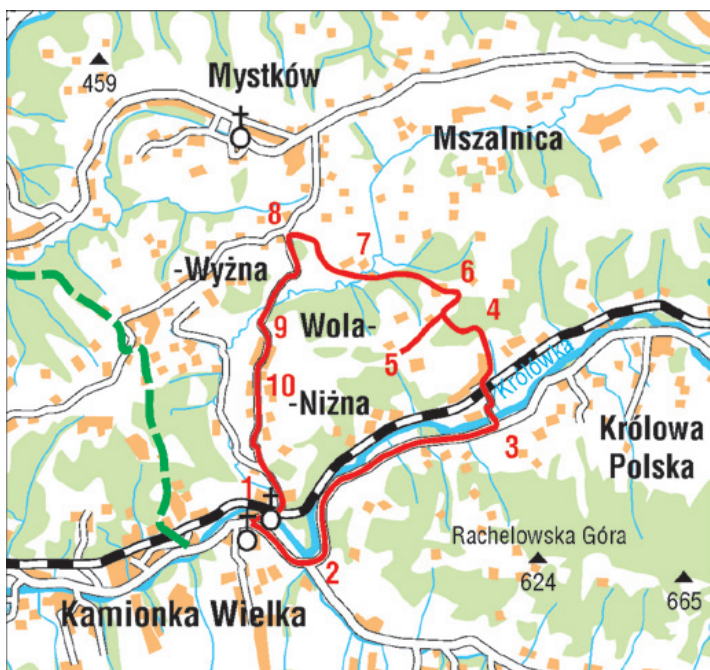 459
Mystków
Mszalnica
8
7
-Wyżna
6
4
9
Wola-
5
Królówka
10
-Niżna
3
Królowa
Polska
1
Rachelowska Góra
2
624
665
Kamionka Wielka